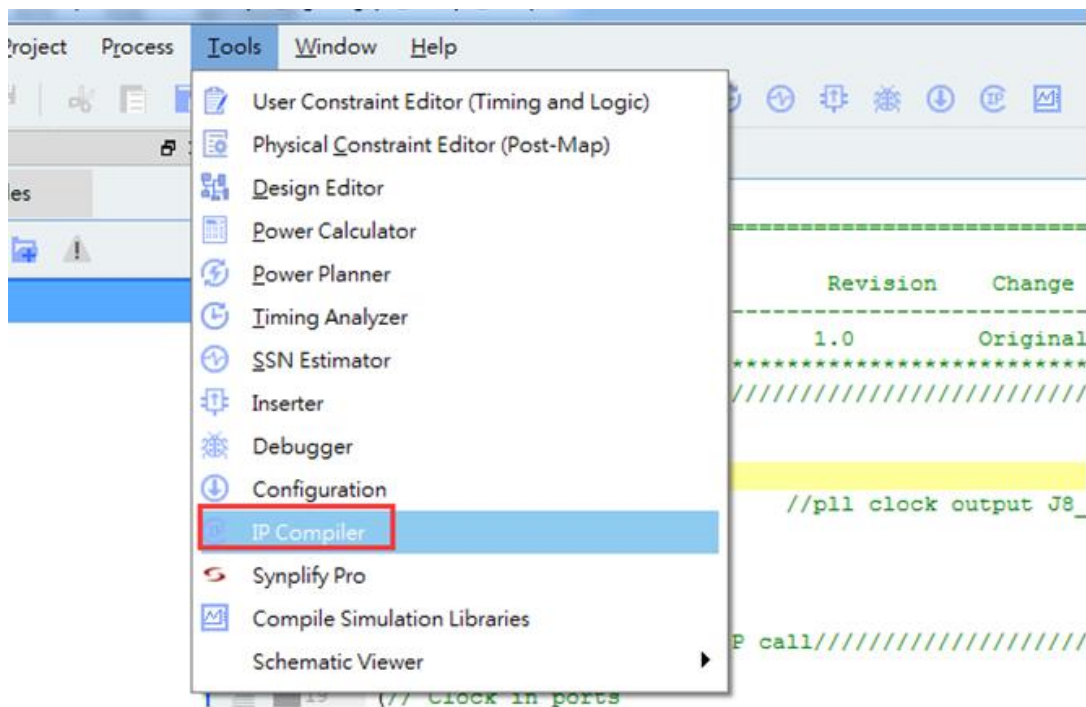 Project Process Tools Window Help
User Constraint Editor (Timing and Logic)
Physical Constraint Editor (Post-Map)
les
Design Editor
Power Calculator
Power Planner
Revision Change
Timing Analyzer
1.0 Original
SSN Estimator
*****************************
//////////////////////////
Inserter
Debugger
Configuration
//pll clock output J8_
IP Compiler
Synplify Pro
Compile Simulation Libraries
P call/////////////////////
Schematic Viewer
19 (// Clock in ports